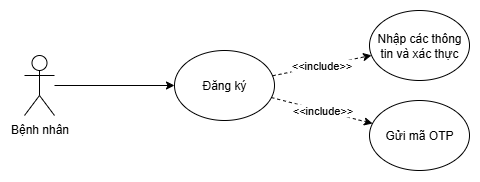 Nhập các thông
tin và xác thực
<<include>>
Đăng ký
<<include>>
Bệnh nhân
Gửi mã OTP